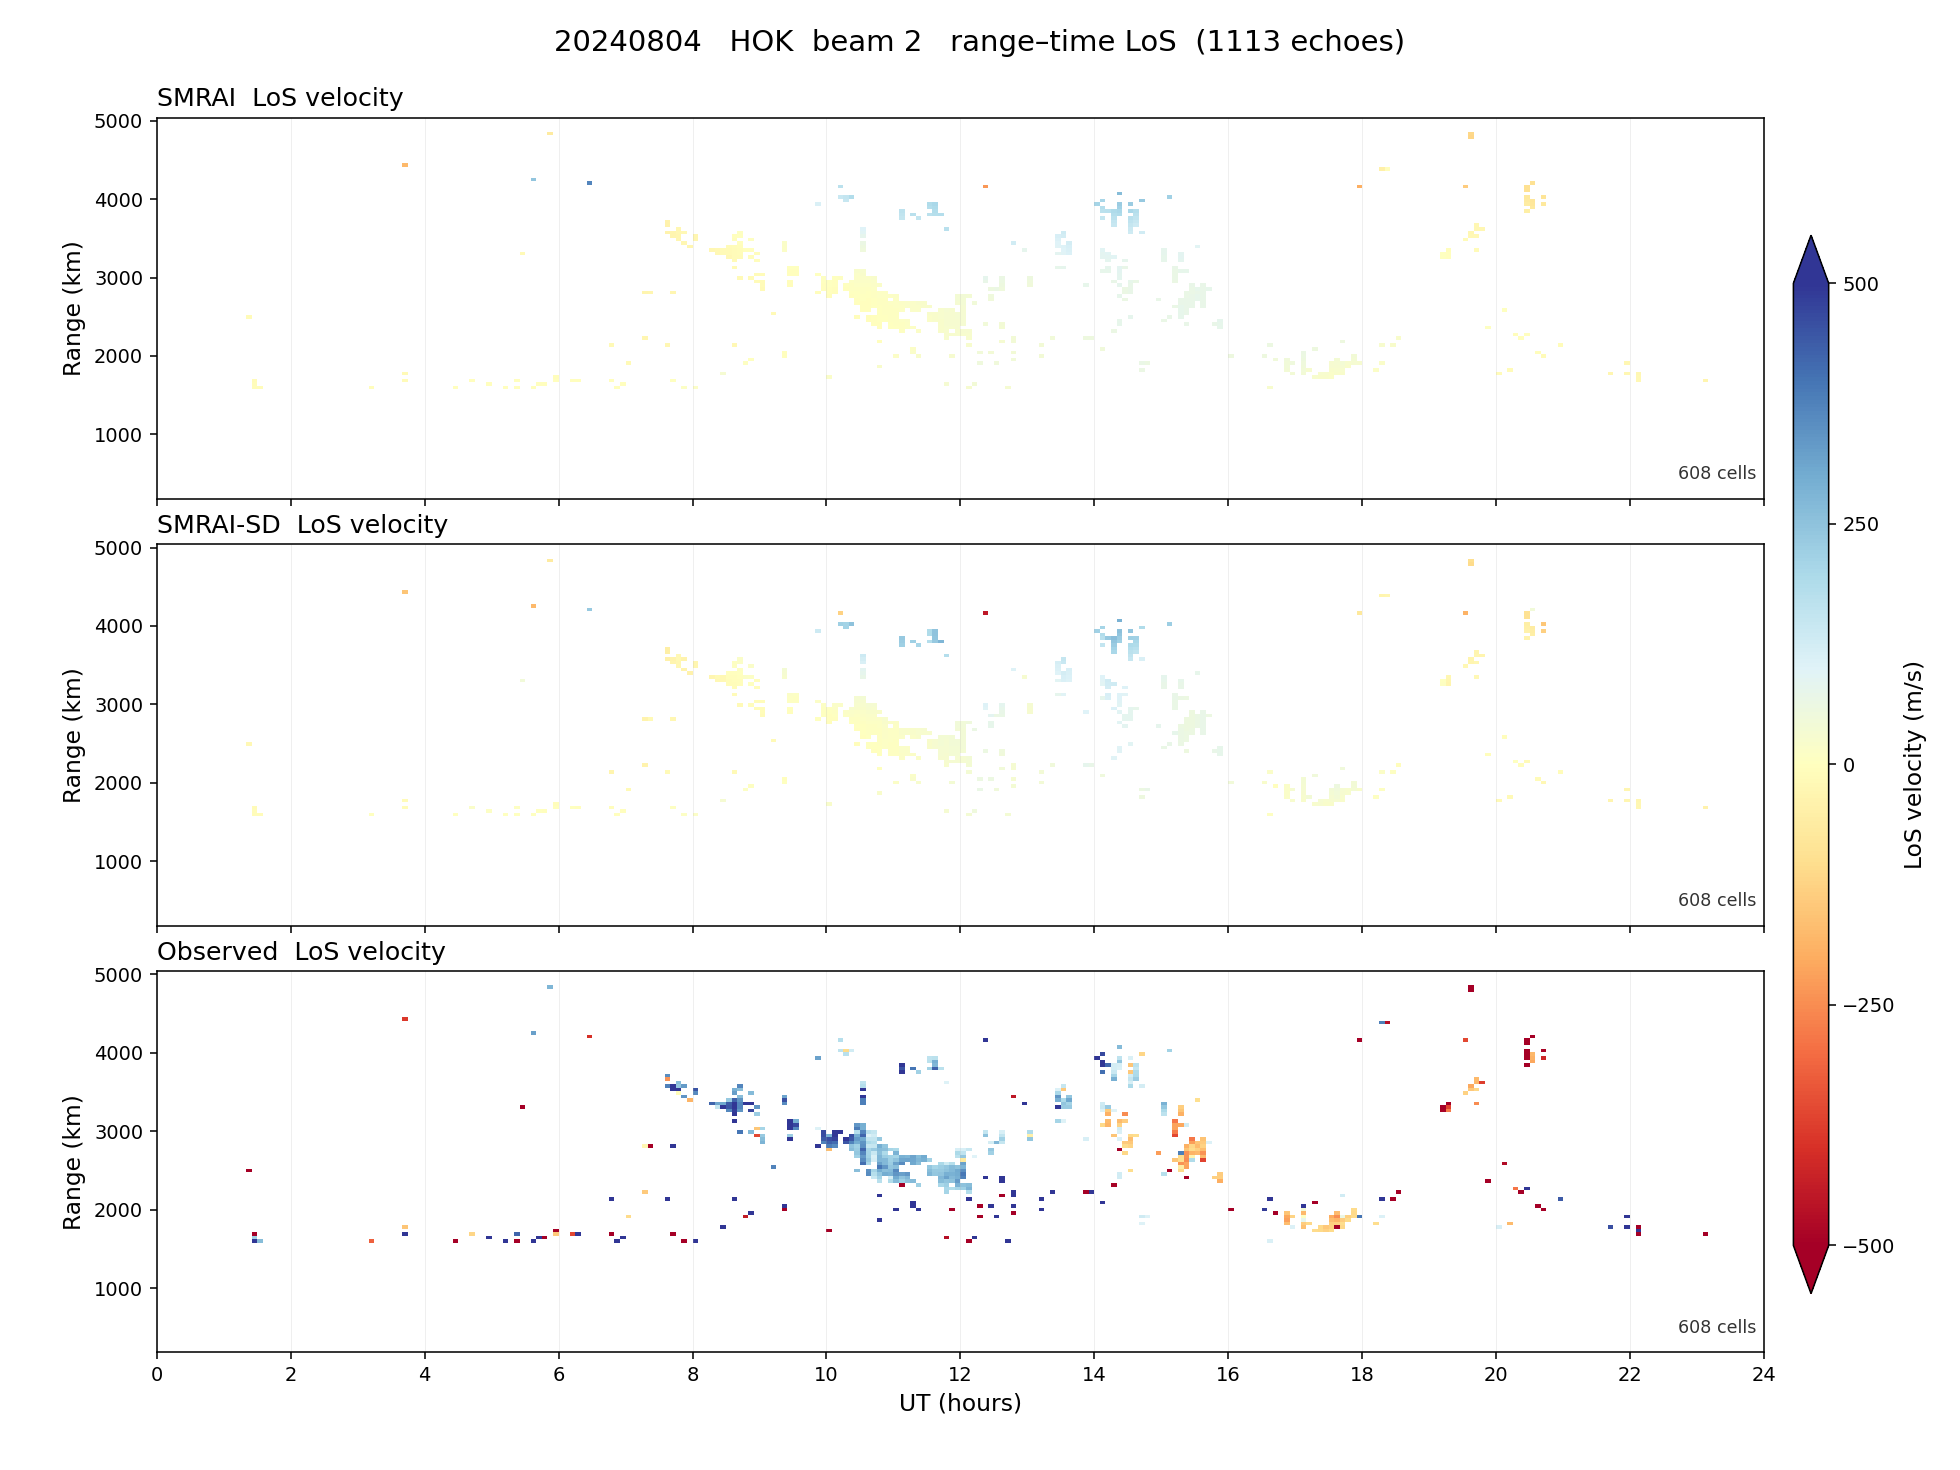 20240804   HOK  beam 2   range–time LoS  (1113 echoes)
SMRAI  LoS velocity
5000
4000
3000
2000
1000
Range (km)
608 cells
SMRAI-SD  LoS velocity
5000
4000
3000
2000
1000
Range (km)
608 cells
Observed  LoS velocity
5000
4000
3000
2000
1000
Range (km)
608 cells
0 2 4 6 8 10 12 14 16 18 20 22 24
UT (hours)
500
250
0
−250
−500
LoS velocity (m/s)